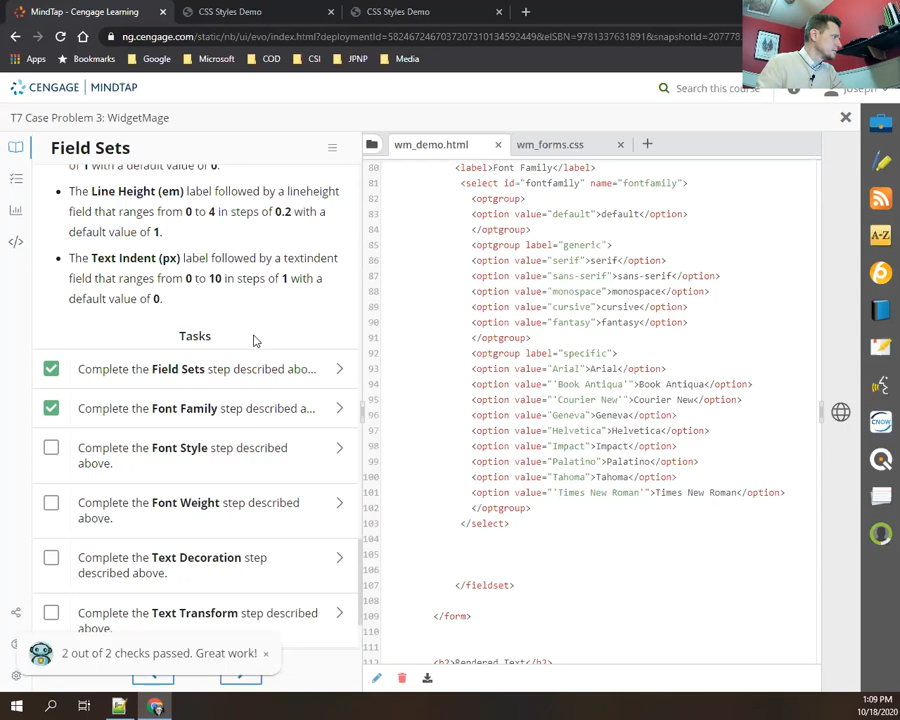 MindTap - Cengage Learning
CSS Styles Demo
CSS Styles Demo
ng.cengage.com/static/nb/ui/evo/index.html?deploymentId=5824672467037207310134592449&eISBN=9781337631891&snapshotId=207778
Apps
Bookmarks
Google
Microsoft
COD
CSI
JPNP
Media
CENGAGE | MINDTAP
Search this course
T7 Case Problem 3: WidgetMage
Field Sets
of 1 with a default value of 0.
• The Line Height (em) label followed by a lineheight
field that ranges from 0 to 4 in steps of 0.2 with a
default value of 1.
• The Text Indent (px) label followed by a textindent
field that ranges from 0 to 10 in steps of 1 with a
default value of 0.
Tasks
Complete the Field Sets step described abo...
Complete the Font Family step described a...
Complete the Font Style step described
above.
Complete the Font Weight step described
above.
Complete the Text Decoration step
described above.
Complete the Text Transform step described
above.
2 out of 2 checks passed. Great work! ×
wm_demo.html ×
wm_forms.css ×
80 <label>Font Family</label>
81 <select id="fontfamily" name="fontfamily">
82 <optgroup>
83 <option value="default">default</option>
84 </optgroup>
85 <optgroup label="generic">
86 <option value="serif">serif</option>
87 <option value="sans-serif">sans-serif</option>
88 <option value="monospace">monospace</option>
89 <option value="cursive">cursive</option>
90 <option value="fantasy">fantasy</option>
91 </optgroup>
92 <optgroup label="specific">
93 <option value="Arial">Arial</option>
94 <option value="'Book Antiqua'">Book Antiqua</option>
95 <option value="'Courier New'">Courier New</option>
96 <option value="Geneva">Geneva</option>
97 <option value="Helvetica">Helvetica</option>
98 <option value="Impact">Impact</option>
99 <option value="Palatino">Palatino</option>
100 <option value="Tahoma">Tahoma</option>
101 <option value="'Times New Roman'">Times New Roman</option>
102 </optgroup>
103 </select>
104
105
106
107 </fieldset>
108
109 </form>
110
111
112 <h2>Rendered Text</h2>
A-Z
CNOW
1:09 PM
10/18/2020